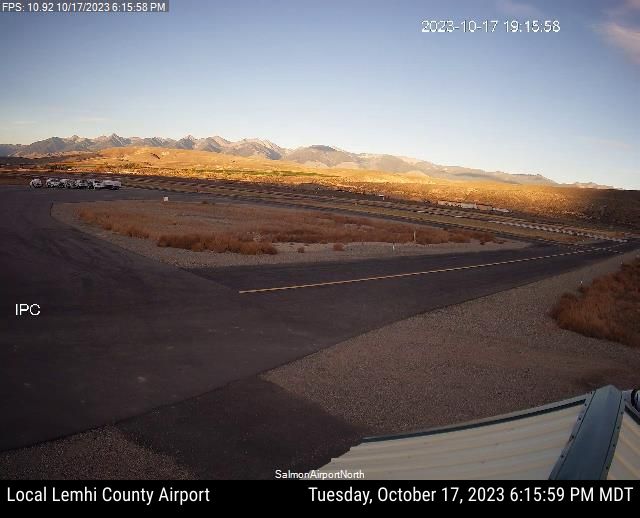 FPS: 10.92 10/17/2023 6:15:58 PM
2023-10-17 19:15:58
IPC
SalmonAirportNorth
Local Lemhi County Airport
Tuesday, October 17, 2023 6:15:59 PM MDT